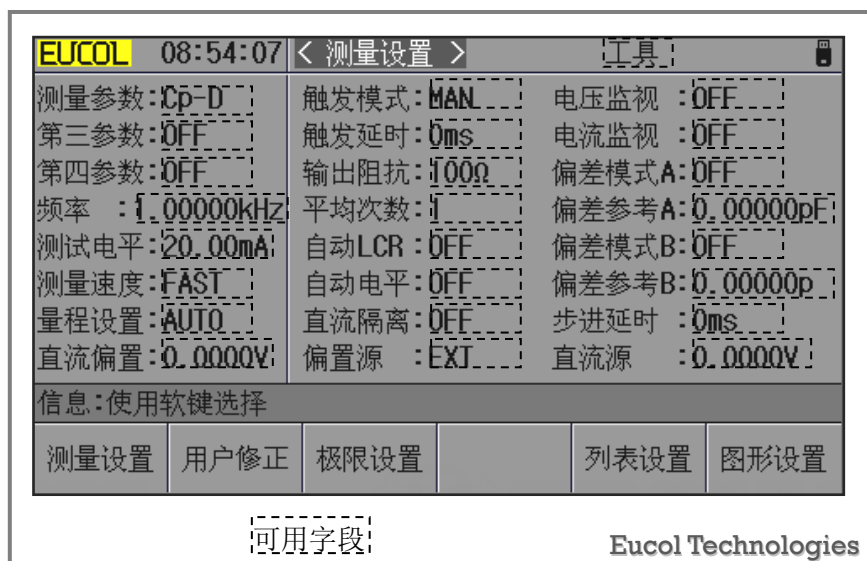 EUCOL 08:54:07 < 测量设置 > 工具
测量参数:Cp-D 触发模式:MAN 电压监视 :OFF
第三参数:OFF 触发延时:0ms 电流监视 :OFF
第四参数:OFF 输出阻抗:100Ω 偏差模式A:OFF
频率 :1.00000kHz 平均次数:1 偏差参考A:0.00000pF
测试电平:20.00mA 自动LCR :OFF 偏差模式B:OFF
测量速度:FAST 自动电平:OFF 偏差参考B:0.00000p
量程设置:AUTO 直流隔离:OFF 步进延时 :0ms
直流偏置:0.0000V 偏置源 :EXT 直流源 :0.0000V
信息:使用软键选择
测量设置 用户修正 极限设置 列表设置 图形设置
可用字段
Eucol Technologies